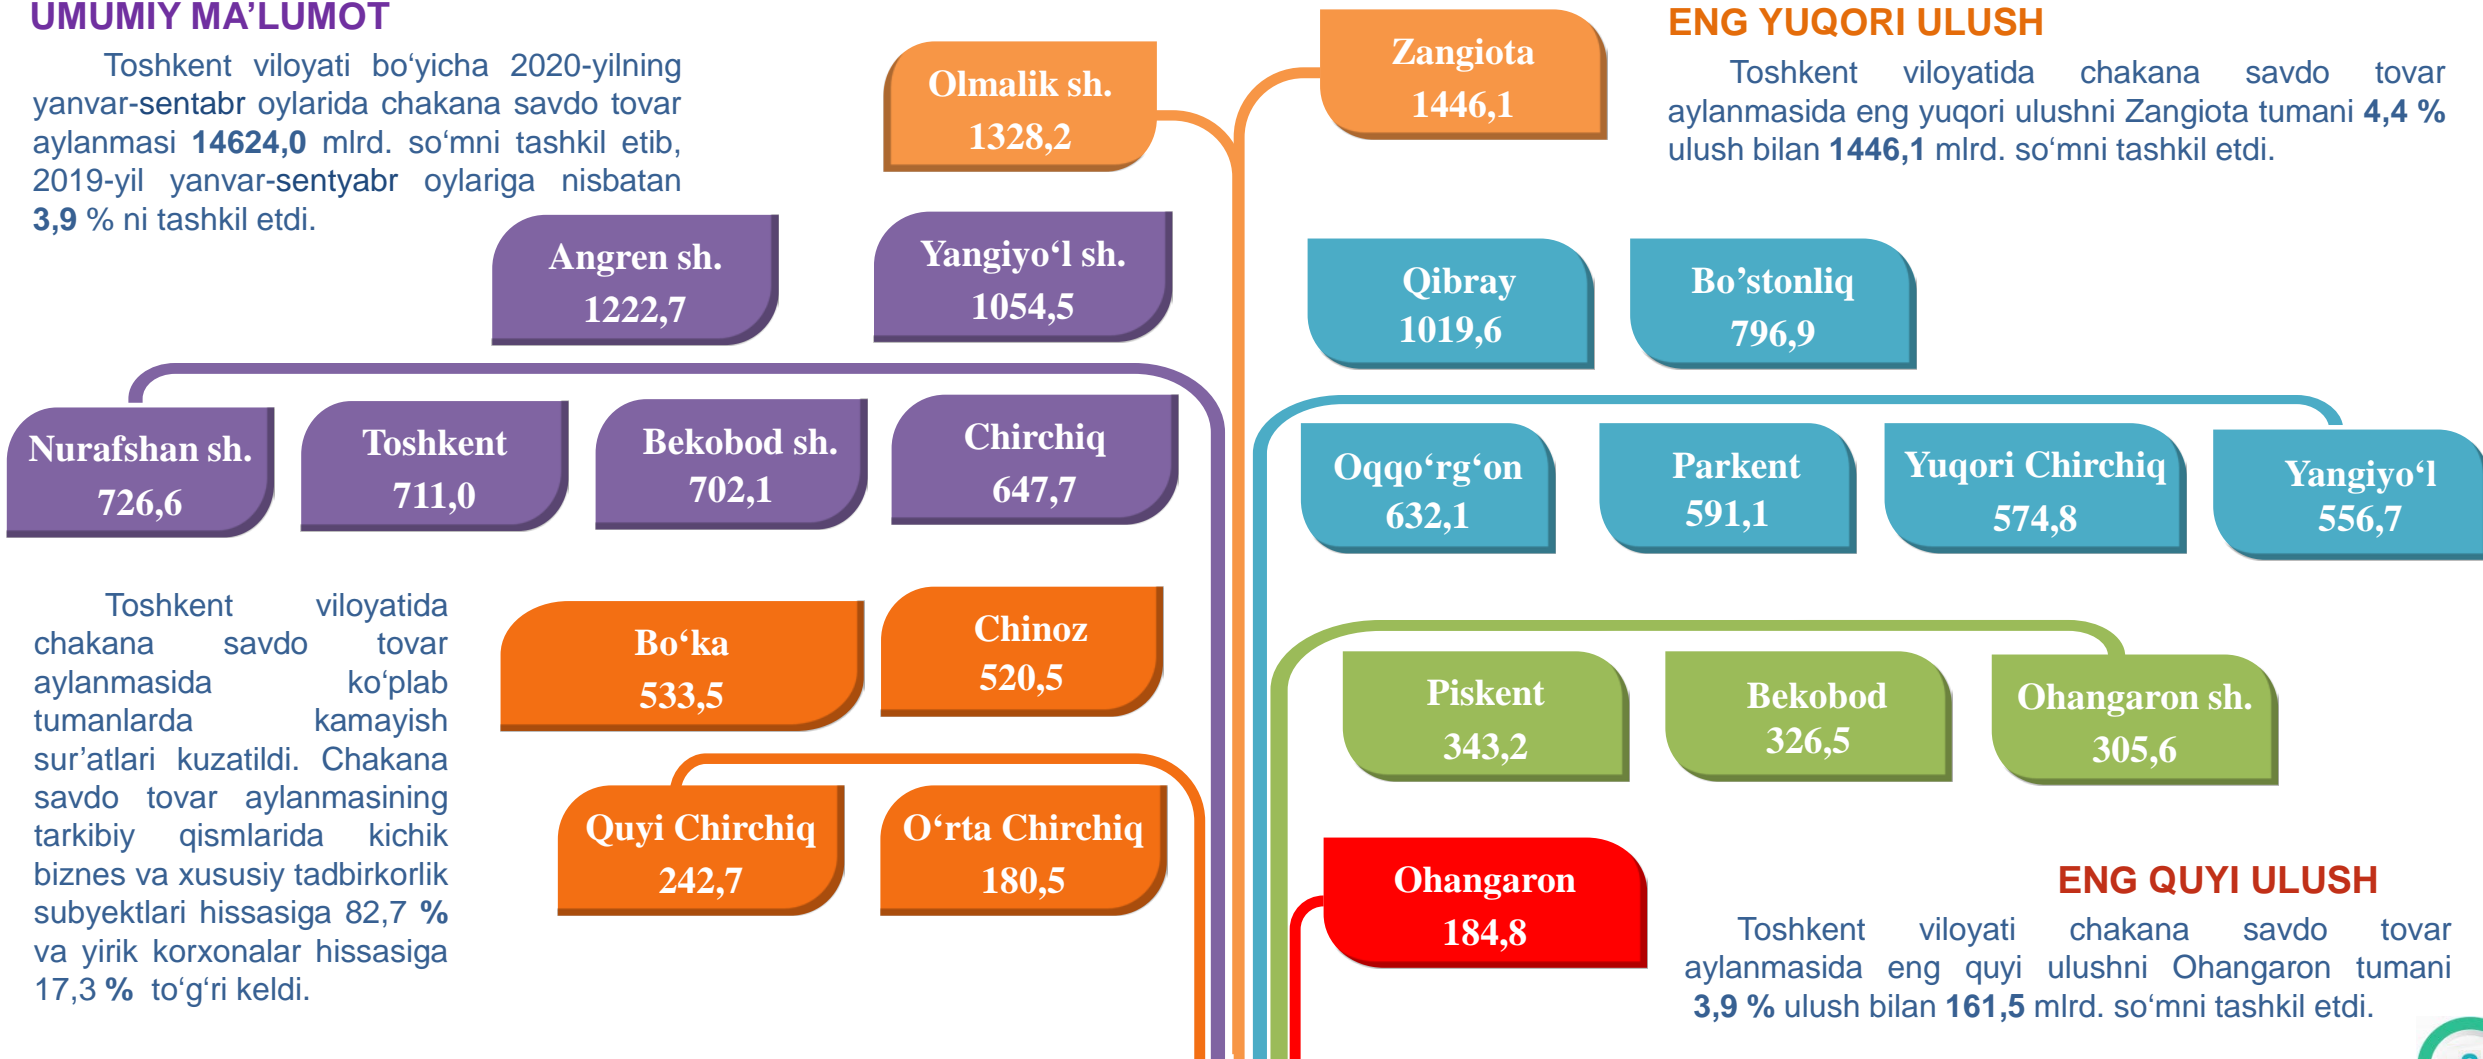 UMUMIY MA’LUMOT
Toshkent viloyati bo‘yicha 2020-yilning
yanvar-sentabr oylarida chakana savdo tovar
aylanmasi 14624,0 mlrd. so‘mni tashkil etib,
2019-yil yanvar-sentyabr oylariga nisbatan
3,9 % ni tashkil etdi.
Olmalik sh.
1328,2
Zangiota
1446,1
ENG YUQORI ULUSH
Toshkent viloyatida chakana savdo tovar
aylanmasida eng yuqori ulushni Zangiota tumani 4,4 %
ulush bilan 1446,1 mlrd. so‘mni tashkil etdi.
Angren sh.
1222,7
Yangiyo‘l sh.
1054,5
Qibray
1019,6
Bo’stonliq
796,9
Nurafshan sh.
726,6
Toshkent
711,0
Bekobod sh.
702,1
Chirchiq
647,7
Oqqo‘rg‘on
632,1
Parkent
591,1
Yuqori Chirchiq
574,8
Yangiyo‘l
556,7
Toshkent viloyatida
chakana savdo tovar
aylanmasida ko‘plab
tumanlarda kamayish
sur’atlari kuzatildi. Chakana
savdo tovar aylanmasining
tarkibiy qismlarida kichik
biznes va xususiy tadbirkorlik
subyektlari hissasiga 82,7 %
va yirik korxonalar hissasiga
17,3 % to‘g‘ri keldi.
Bo‘ka
533,5
Chinoz
520,5
Quyi Chirchiq
242,7
O‘rta Chirchiq
180,5
Piskent
343,2
Bekobod
326,5
Ohangaron sh.
305,6
Ohangaron
184,8
ENG QUYI ULUSH
Toshkent viloyati chakana savdo tovar
aylanmasida eng quyi ulushni Ohangaron tumani
3,9 % ulush bilan 161,5 mlrd. so‘mni tashkil etdi.